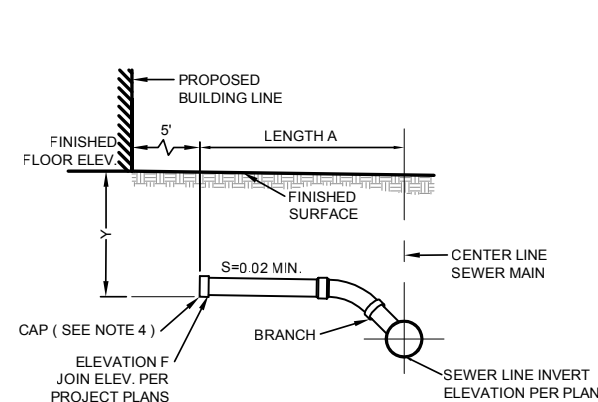 PROPOSED
BUILDING LINE
5'
LENGTH A
FINISHED
FLOOR ELEV.
FINISHED
SURFACE
Y
CENTER LINE
SEWER MAIN
S=0.02 MIN.
CAP ( SEE NOTE 4 )
BRANCH
ELEVATION F
JOIN ELEV. PER
PROJECT PLANS
SEWER LINE INVERT
ELEVATION PER PLAN